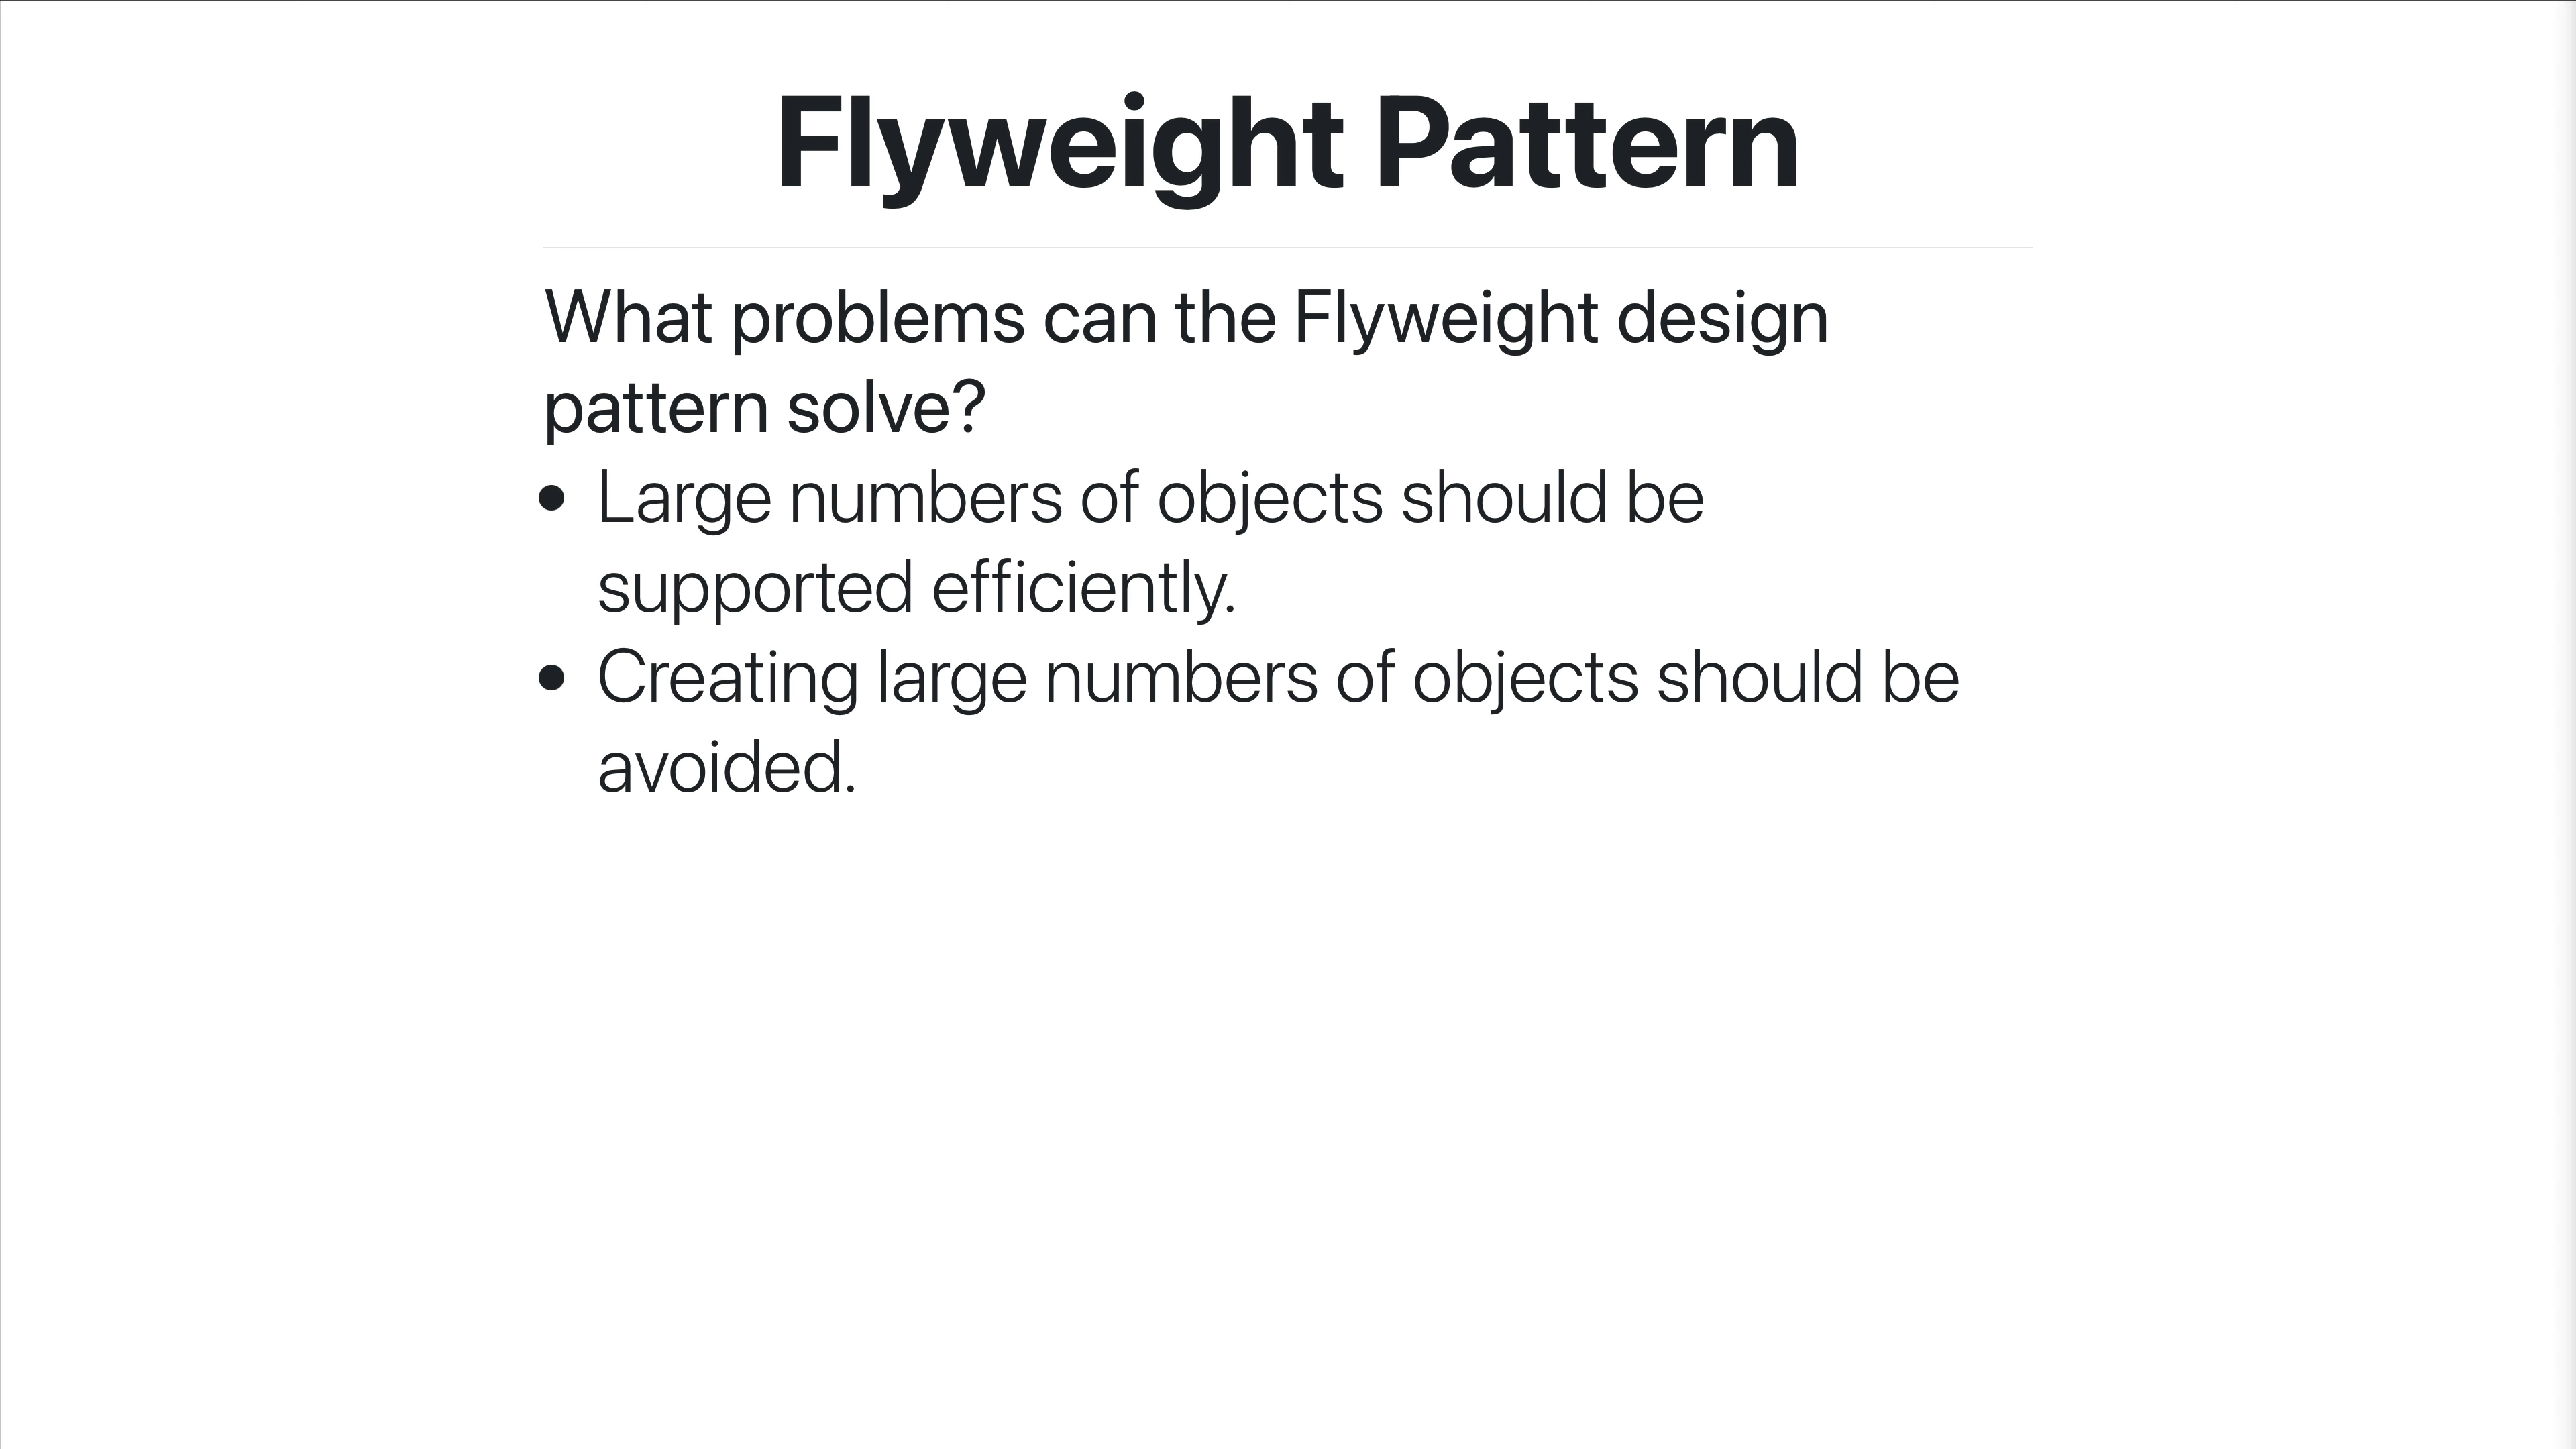 Flyweight Pattern
What problems can the Flyweight design
pattern solve?
• Large numbers of objects should be
supported efficiently.
• Creating large numbers of objects should be
avoided.